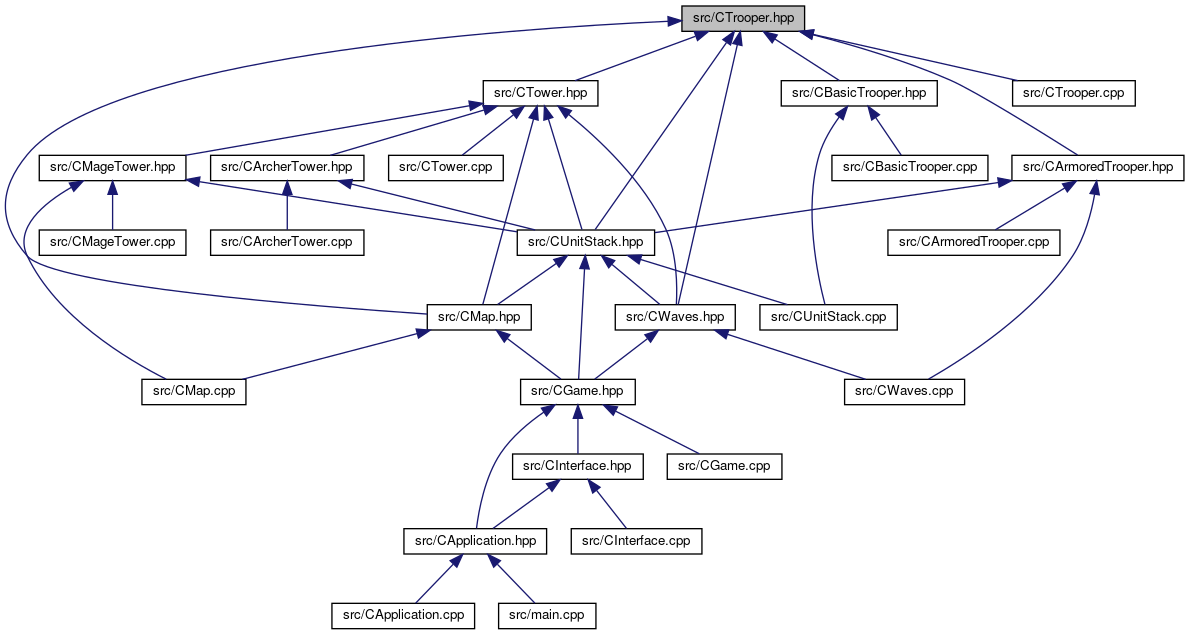 src/CTrooper.hpp
src/CTower.hpp
src/CBasicTrooper.hpp
src/CTrooper.cpp
src/CMageTower.hpp
src/CArcherTower.hpp
src/CTower.cpp
src/CBasicTrooper.cpp
src/CArmoredTrooper.hpp
src/CMageTower.cpp
src/CArcherTower.cpp
src/CUnitStack.hpp
src/CArmoredTrooper.cpp
src/CMap.hpp
src/CWaves.hpp
src/CUnitStack.cpp
src/CMap.cpp
src/CGame.hpp
src/CWaves.cpp
src/CInterface.hpp
src/CGame.cpp
src/CApplication.hpp
src/CInterface.cpp
src/CApplication.cpp
src/main.cpp